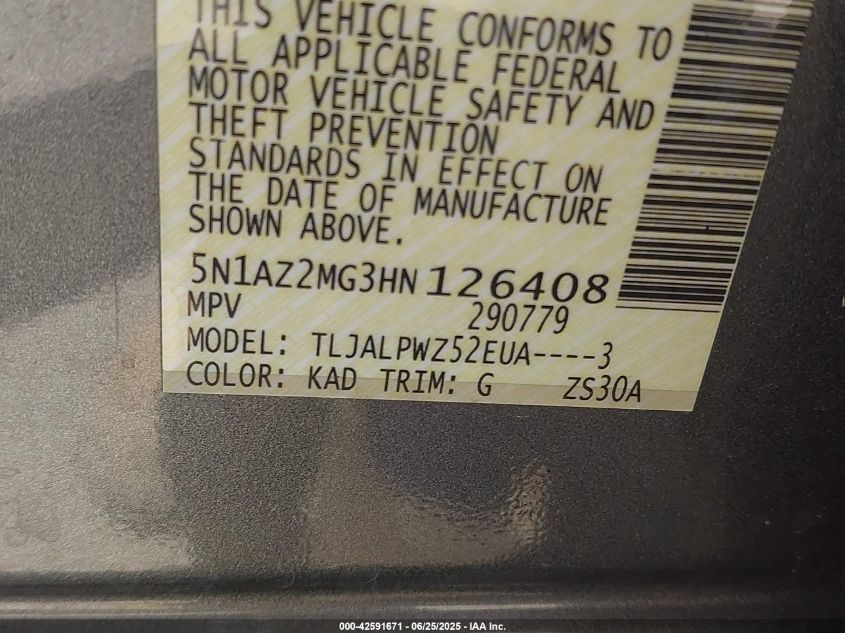 THIS VEHICLE CONFORMS TO
ALL APPLICABLE FEDERAL
MOTOR VEHICLE SAFETY AND
THEFT PREVENTION
STANDARDS IN EFFECT ON
THE DATE OF MANUFACTURE
SHOWN ABOVE.
5N1AZ2MG3HN126408
MPV 290779
MODEL: TLJALPWZ52EUA----3
COLOR: KAD TRIM: G ZS30A
000-42591671 - 06/25/2025 - IAA Inc.